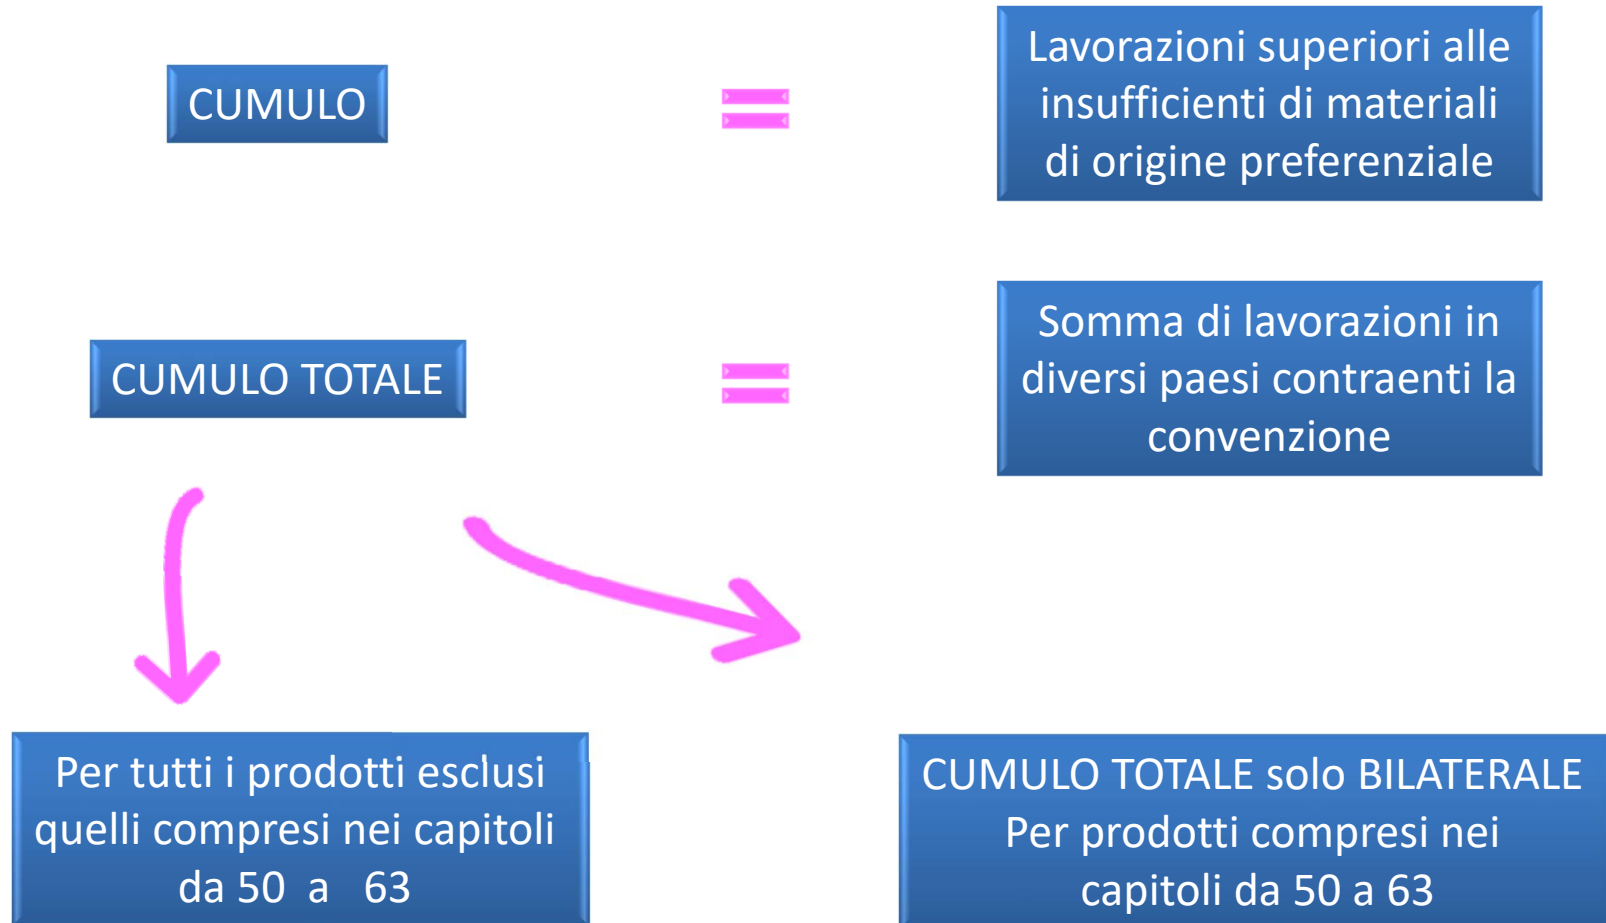 CUMULO
=
Lavorazioni superiori alle
insufficienti di materiali
di origine preferenziale
CUMULO TOTALE
=
Somma di lavorazioni in
diversi paesi contraenti la
convenzione
Per tutti i prodotti esclusi
quelli compresi nei capitoli
da 50 a 63
CUMULO TOTALE solo BILATERALE
Per prodotti compresi nei
capitoli da 50 a 63